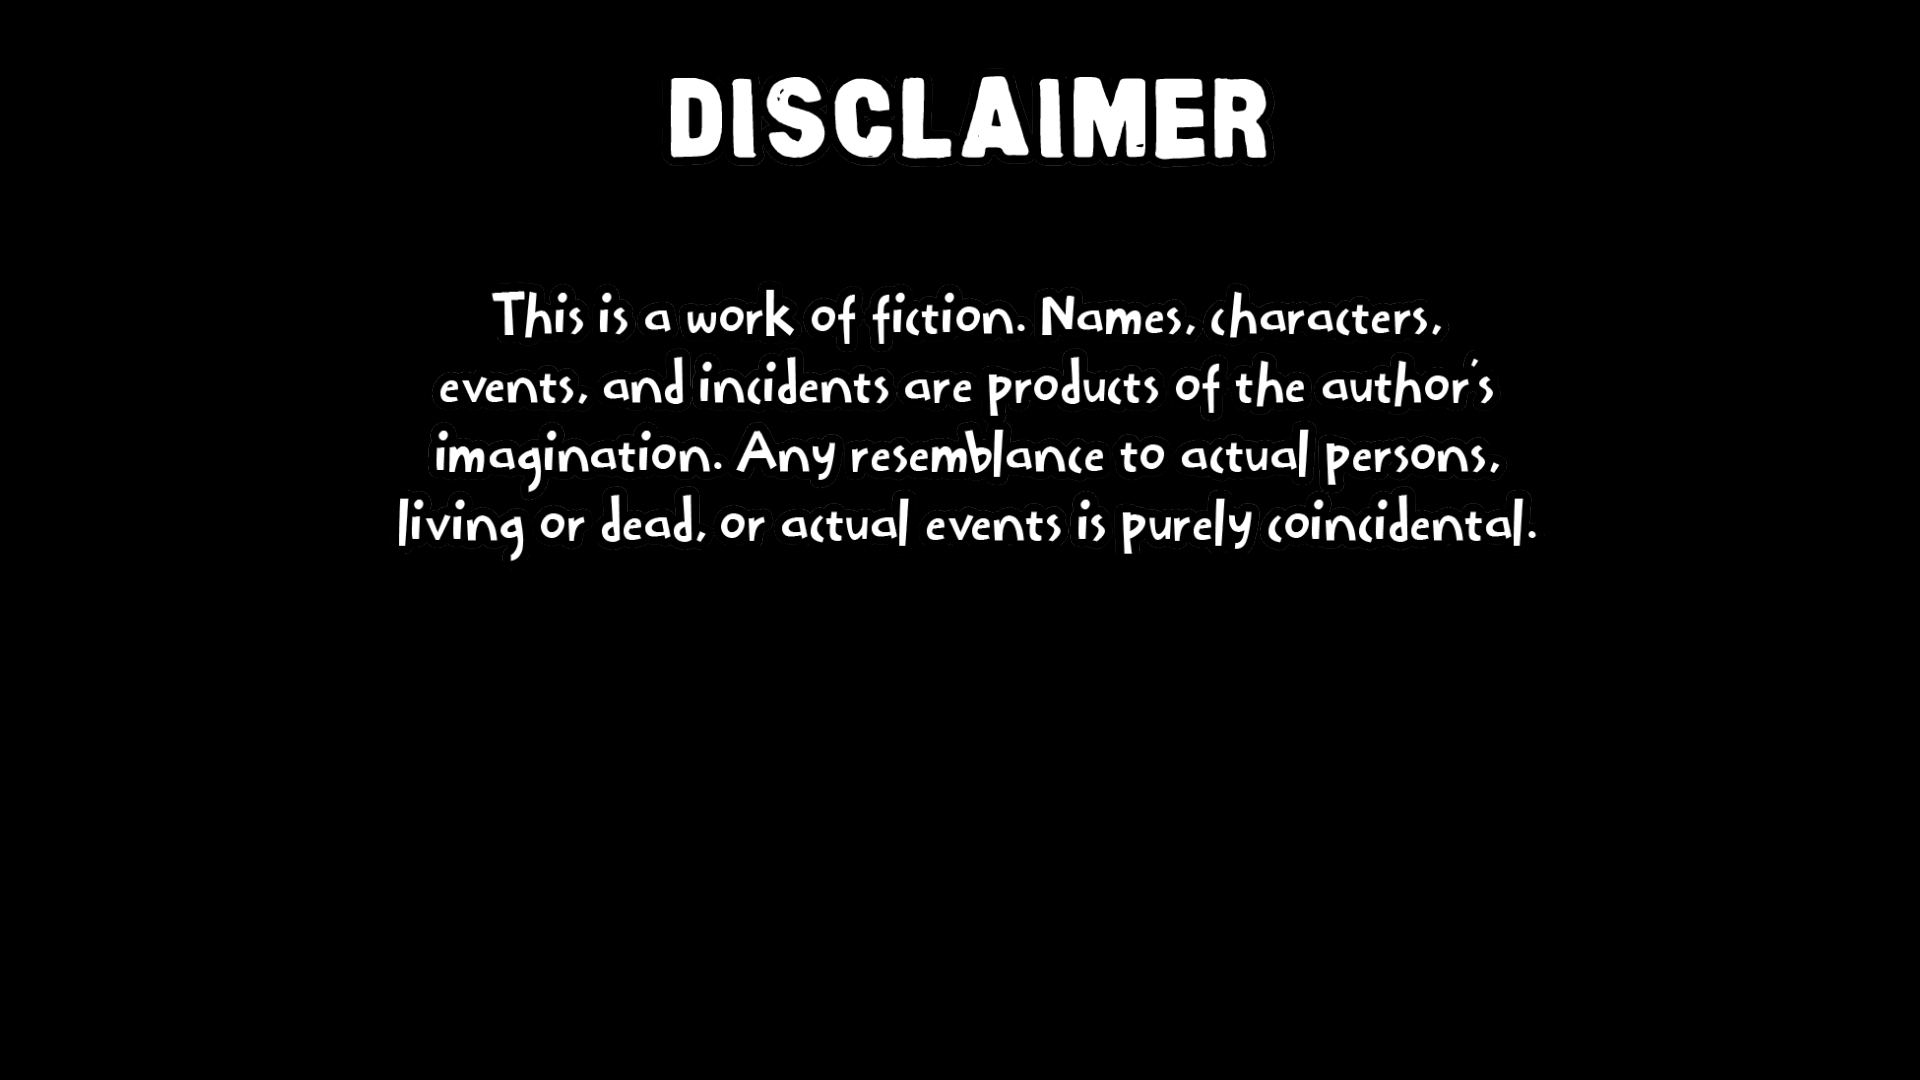 DISCLAIMER
This is a work of fiction. Names, characters,
events, and incidents are products of the author's
imagination. Any resemblance to actual persons,
living or dead, or actual events is purely coincidental.